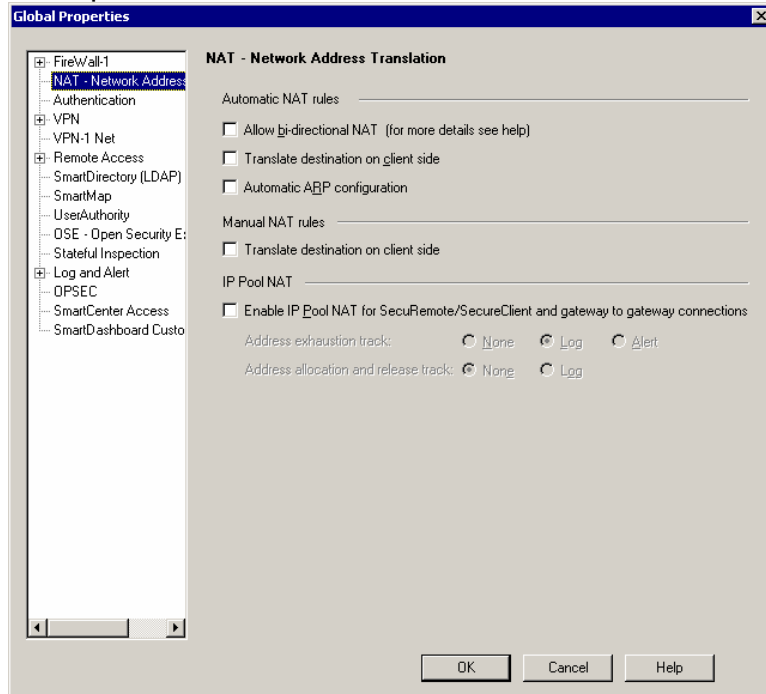 Global Properties
FireWall-1
NAT - Network Address
Authentication
VPN
VPN-1 Net
Remote Access
SmartDirectory (LDAP)
SmartMap
UserAuthority
OSE - Open Security E
Stateful Inspection
Log and Alert
OPSEC
SmartCenter Access
SmartDashboard Custo
NAT - Network Address Translation
Automatic NAT rules
Allow bi-directional NAT (for more details see help)
Translate destination on client side
Automatic ARP configuration
Manual NAT rules
Translate destination on client side
IP Pool NAT
Enable IP Pool NAT for SecuRemote/SecureClient and gateway to gateway connections
Address exhaustion track: None Log Alert
Address allocation and release track: None Log
OK Cancel Help